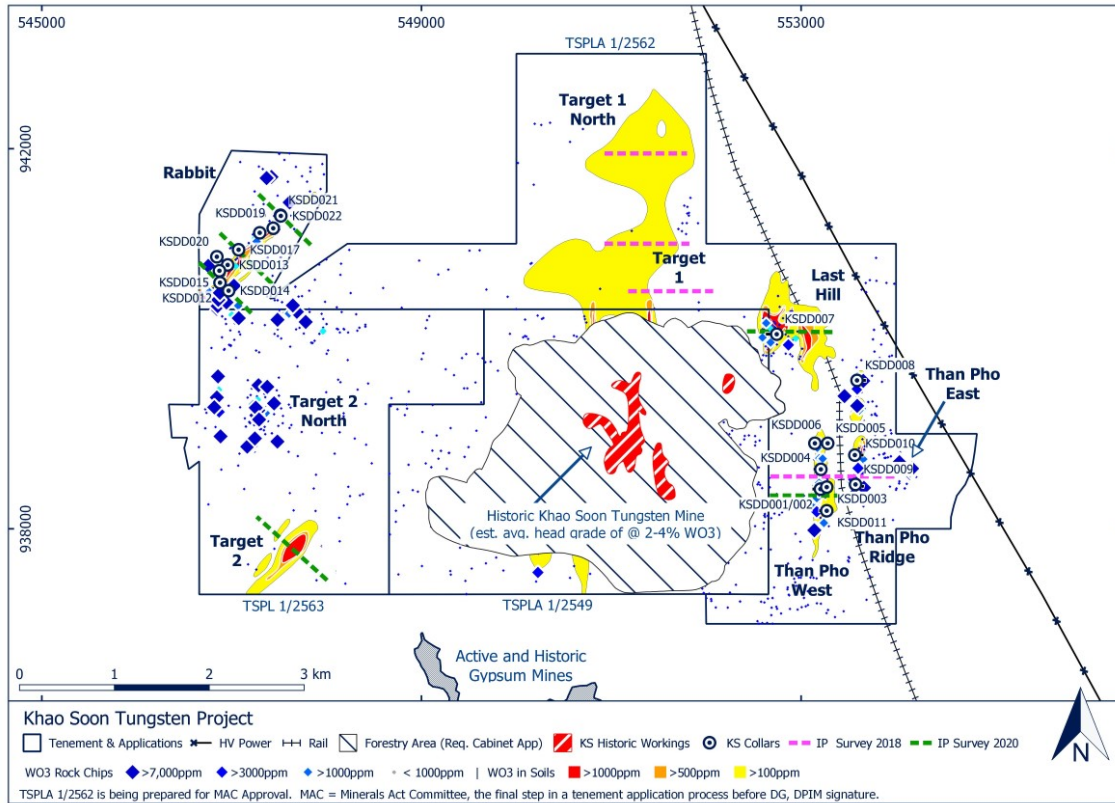 545000
549000
553000
TSPLA 1/2562
942000
938000
Target 1
North
Rabbit
KSDD021
KSDD019
KSDD022
KSDD020
KSDD017
KSDD013
KSDD015
KSDD014
KSDD012
Target
1
Last
Hill
KSDD007
KSDD008
Than Pho
East
Target 2
North
KSDD006
KSDD005
KSDD010
KSDD004
KSDD009
Historic Khao Soon Tungsten Mine
(est. avg. head grade of @ 2-4% WO3)
KSDD001/002
KSDD003
KSDD011
Target
2
Than Pho
Ridge
Than Pho
West
TSPL 1/2563
TSPLA 1/2549
Active and Historic
Gypsum Mines
0 1 2 3 km
N
Khao Soon Tungsten Project
Tenement & Applications HV Power Rail Forestry Area (Req. Cabinet App) KS Historic Workings KS Collars IP Survey 2018 IP Survey 2020
WO3 Rock Chips >7,000ppm >3000ppm >1000ppm < 1000ppm | WO3 in Soils >1000ppm >500ppm >100ppm
TSPLA 1/2562 is being prepared for MAC Approval. MAC = Minerals Act Committee, the final step in a tenement application process before DG, DPIM signature.